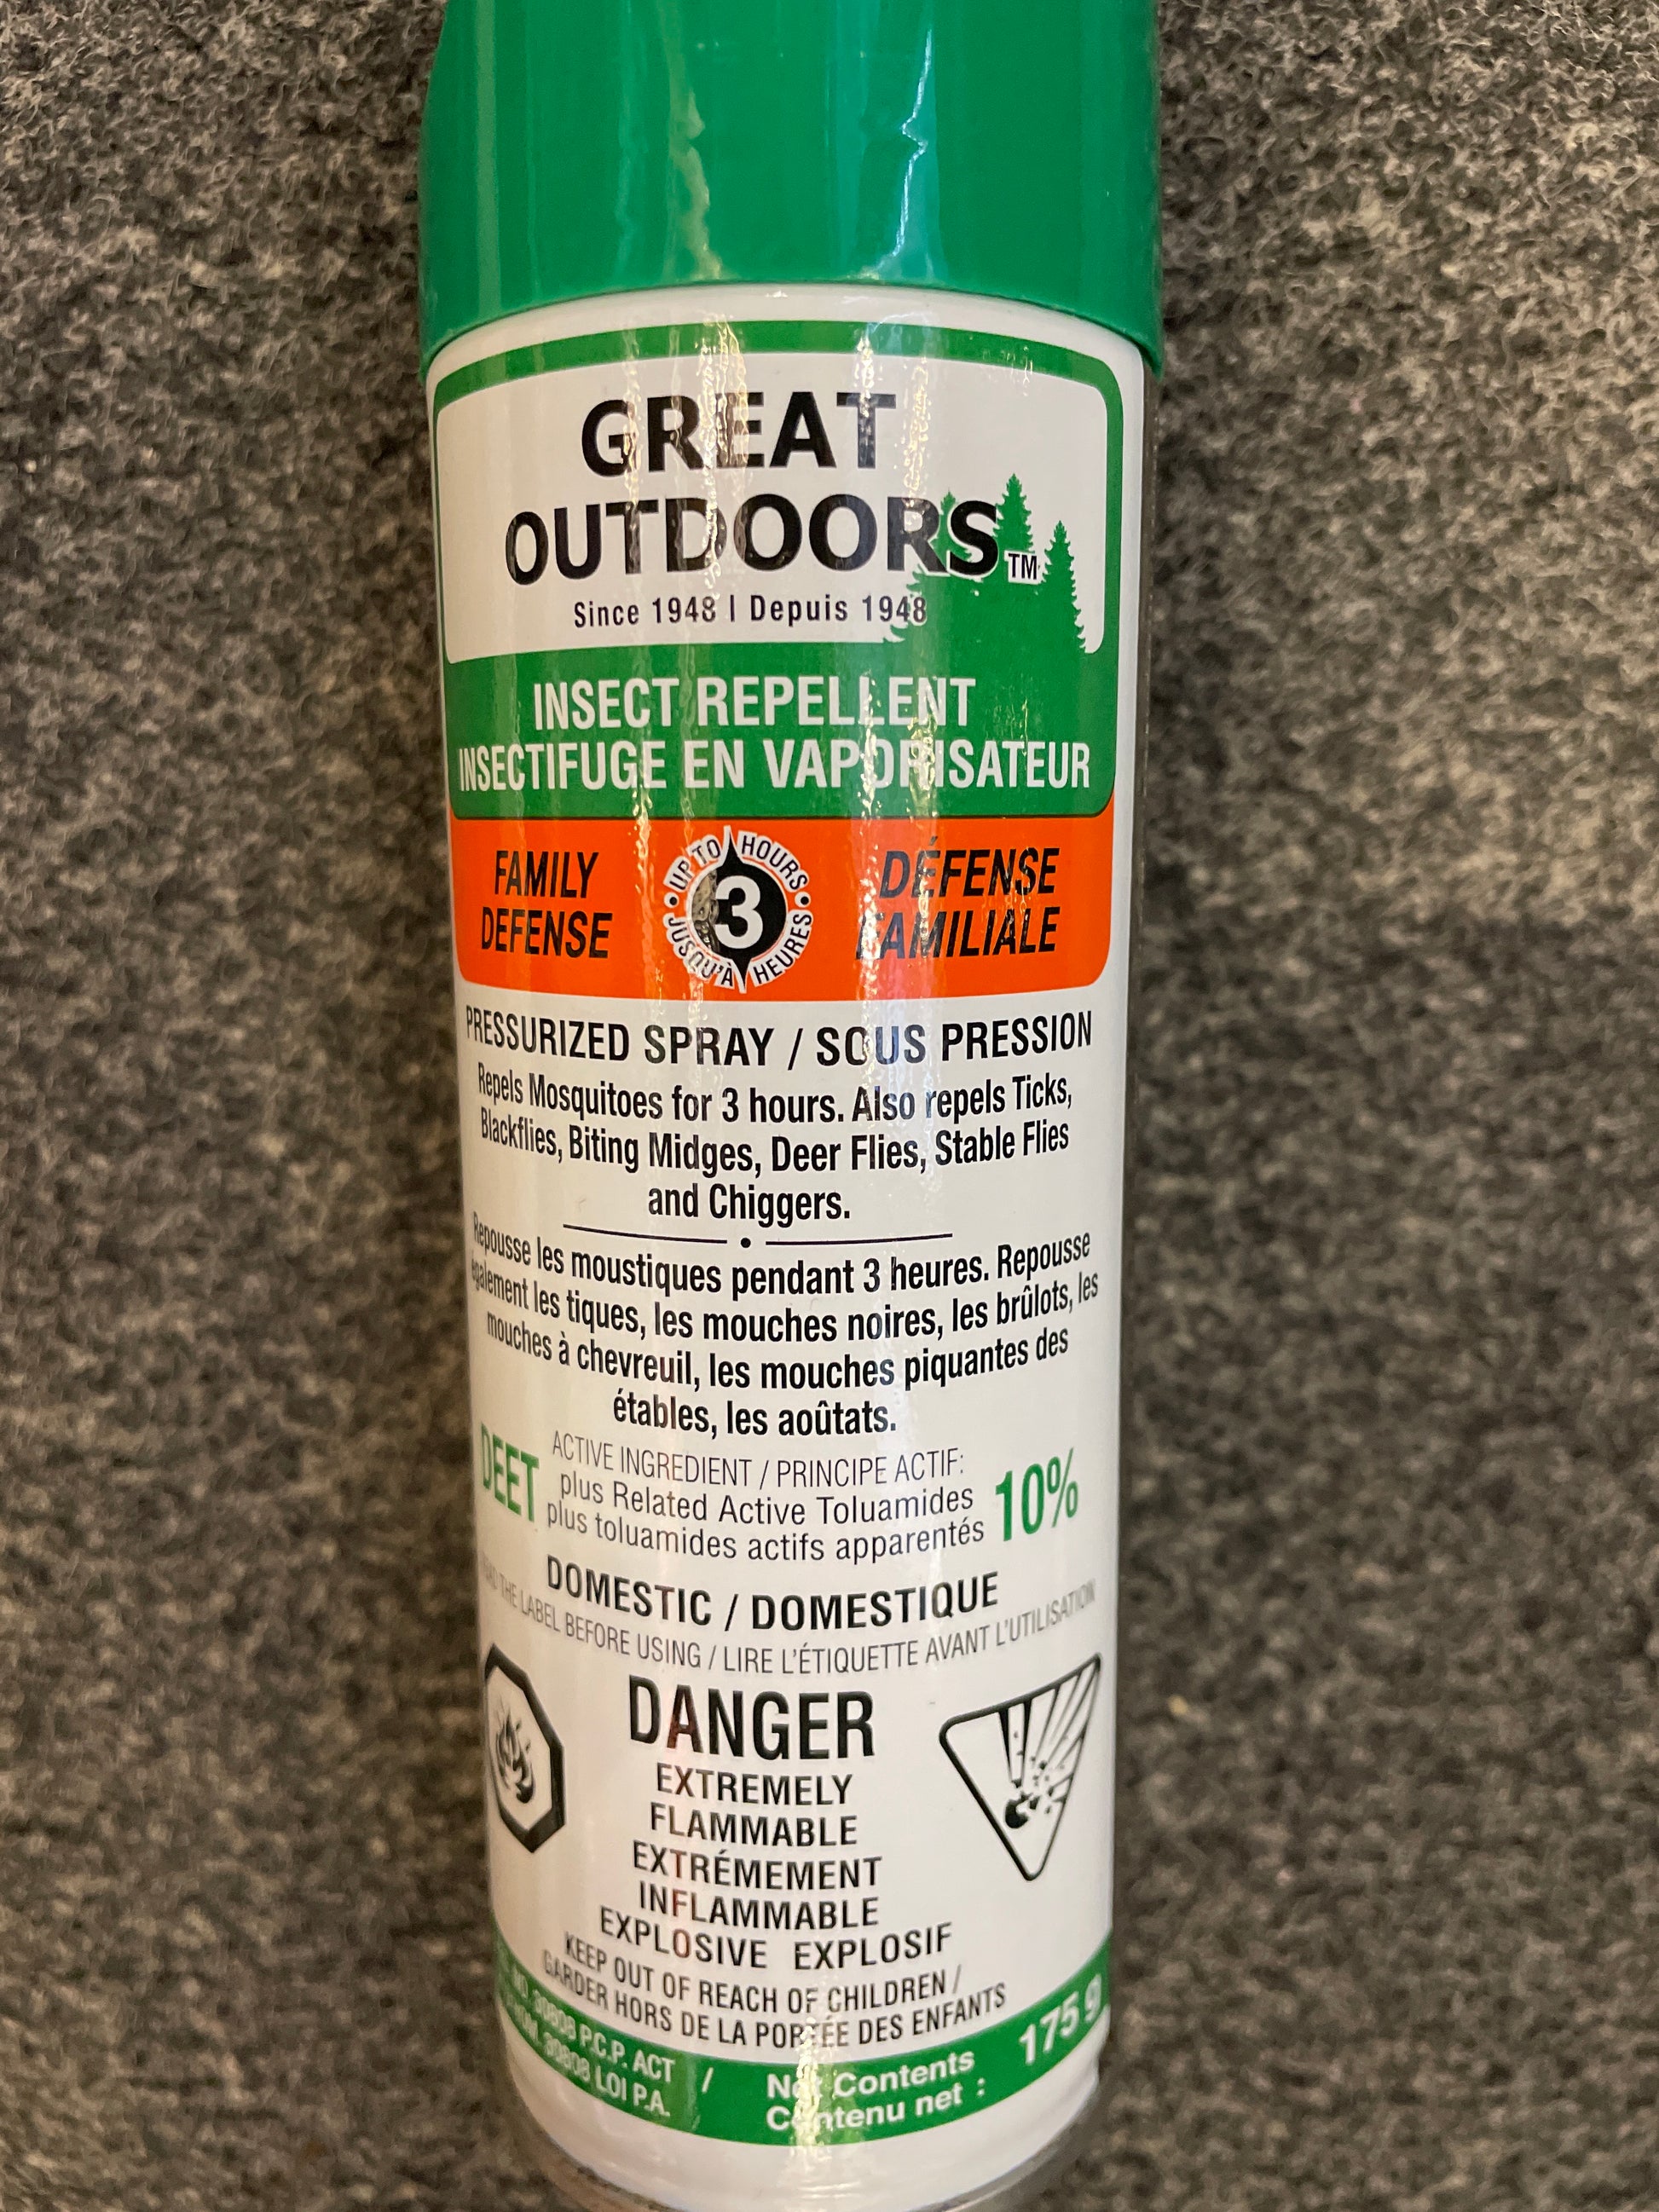 GREAT
OUTDOORS™
Since 1948 | Depuis 1948
INSECT REPELLENT
INSECTIFUGE EN VAPORISATEUR
FAMILY
DEFENSE
UP TO 3 HOURS
JUSQU'À HEURES
DÉFENSE
FAMILIALE
PRESSURIZED SPRAY / SOUS PRESSION
Repels Mosquitoes for 3 hours. Also repels Ticks,
Blackflies, Biting Midges, Deer Flies, Stable Flies
and Chiggers.
Repousse les moustiques pendant 3 heures. Repousse
également les tiques, les mouches noires, les brûlots, les
mouches à chevreuil, les mouches piquantes des
étables, les aoûtats.
ACTIVE INGREDIENT / PRINCIPE ACTIF:
DEET plus Related Active Toluamides 10%
plus toluamides actifs apparentés
DOMESTIC / DOMESTIQUE
THE LABEL BEFORE USING / LIRE L'ÉTIQUETTE AVANT L'UTILISATION
DANGER
EXTREMELY
FLAMMABLE
EXTRÉMEMENT
INFLAMMABLE
EXPLOSIVE EXPLOSIF
KEEP OUT OF REACH OF CHILDREN /
GARDER HORS DE LA PORTÉE DES ENFANTS
30808 P.C.P. ACT /
30808 LOI P.A.
Net Contents
Contenu net :
175 g